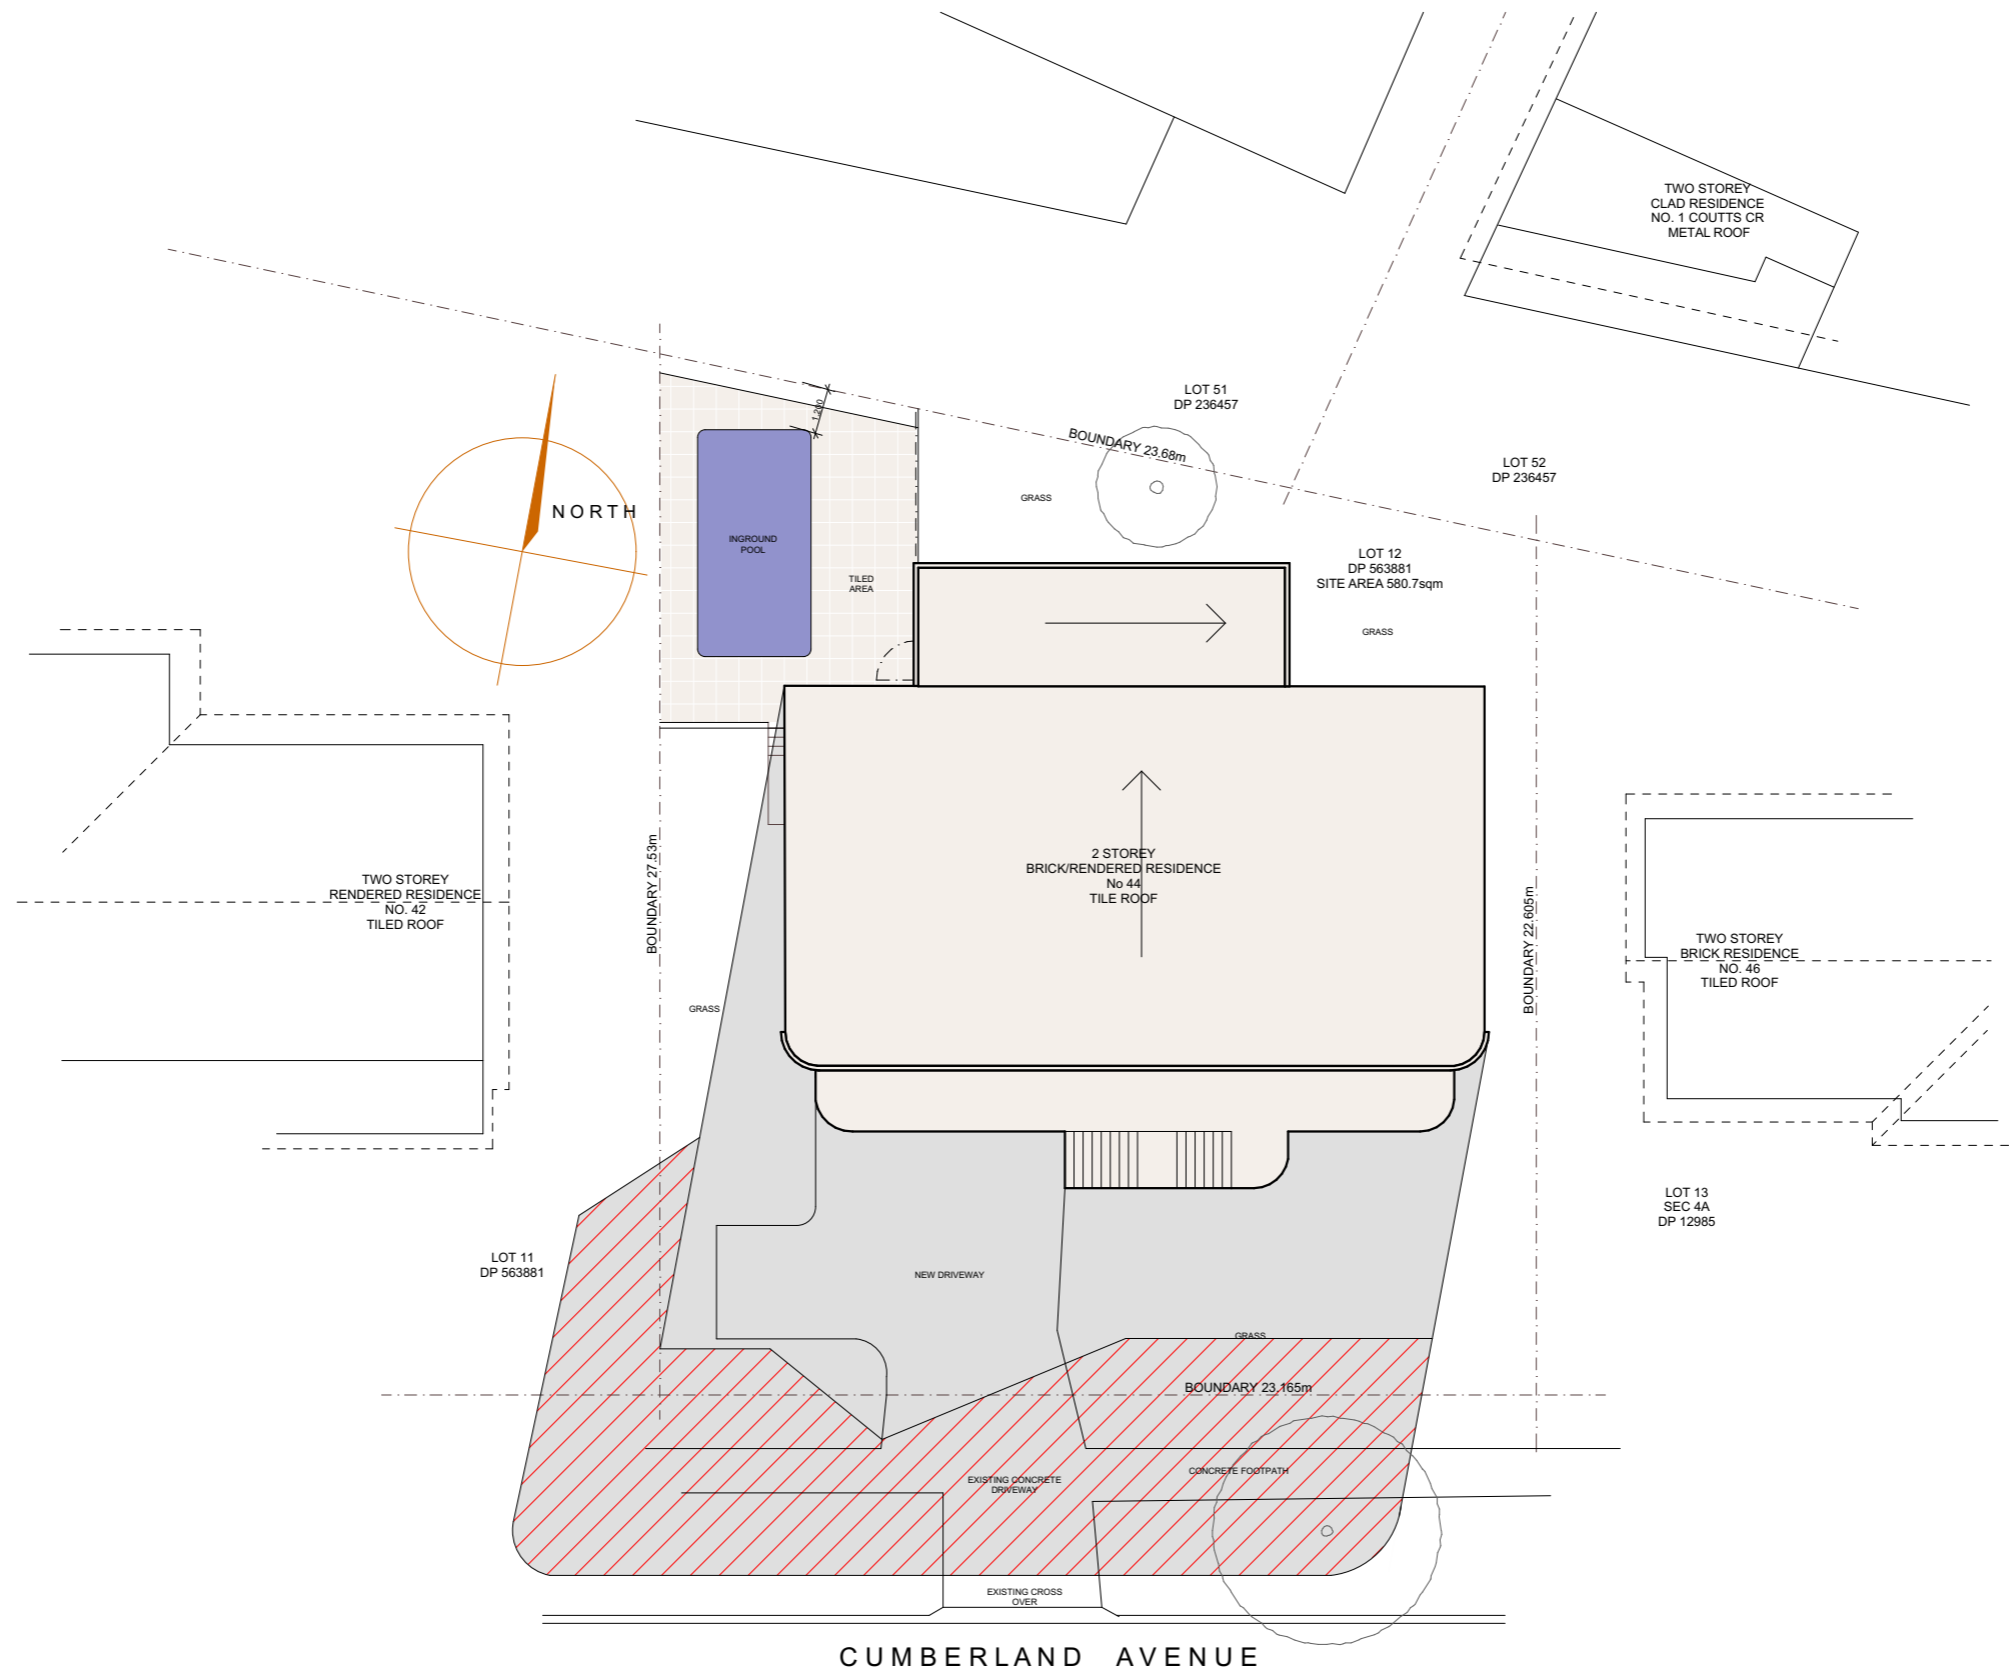 TWO STOREY
CLAD RESIDENCE
NO. 1 COUTTS CR
METAL ROOF
LOT 51
DP 236457
1,200
BOUNDARY 23.68m
LOT 52
DP 236457
NORTH
GRASS
INGROUND
POOL
TILED
AREA
LOT 12
DP 563881
SITE AREA 580.7sqm
GRASS
BOUNDARY 27.53m
2 STOREY
BRICK/RENDERED RESIDENCE
No 44
TILE ROOF
TWO STOREY
RENDERED RESIDENCE
NO. 42
TILED ROOF
BOUNDARY 22.605m
TWO STOREY
BRICK RESIDENCE
NO. 46
TILED ROOF
GRASS
LOT 13
SEC 4A
DP 12985
LOT 11
DP 563881
NEW DRIVEWAY
GRASS
BOUNDARY 23.165m
CONCRETE FOOTPATH
EXISTING CONCRETE
DRIVEWAY
EXISTING CROSS
OVER
CUMBERLAND AVENUE